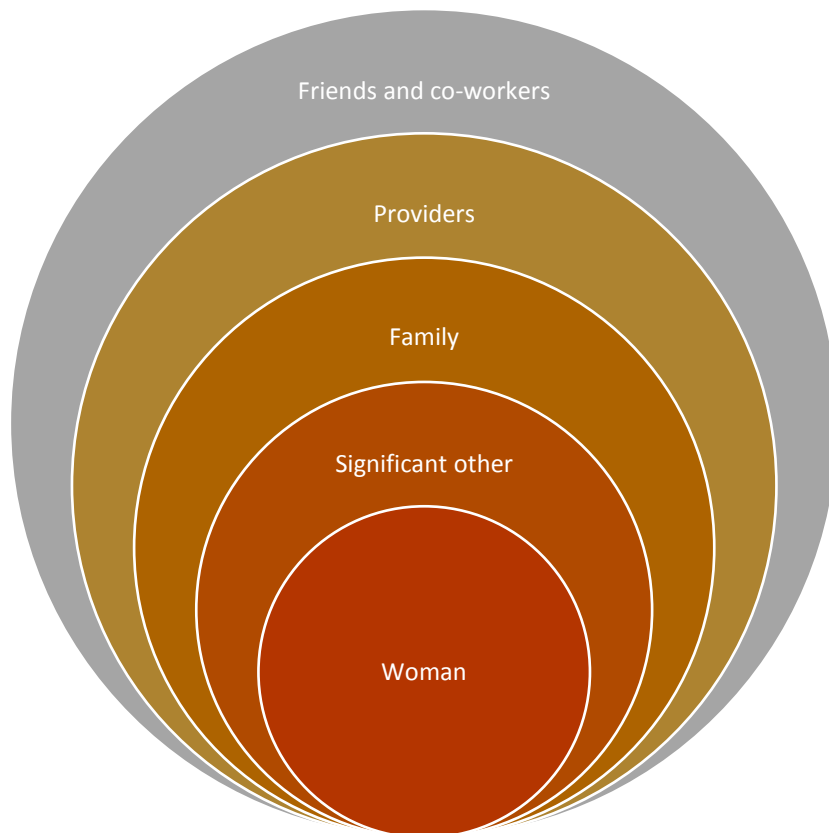 Friends and co-workers
Providers
Family
Significant other
Woman